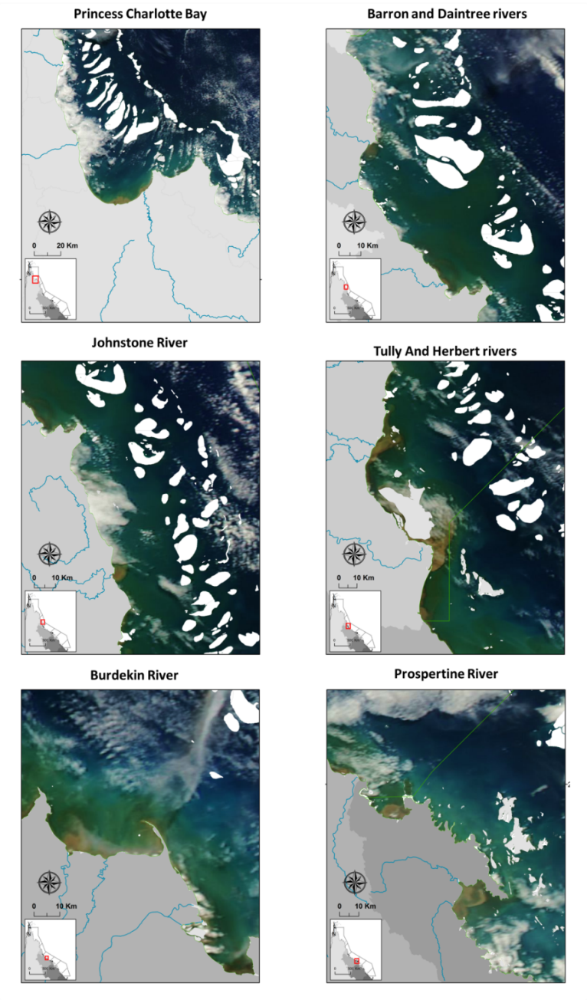 Princess Charlotte Bay
Barron and Daintree rivers
0 20 Km
0 10 Km
Johnstone River
Tully And Herbert rivers
0 10 Km
0 10 Km
Burdekin River
Prospertine River
0 10 Km
0 10 Km